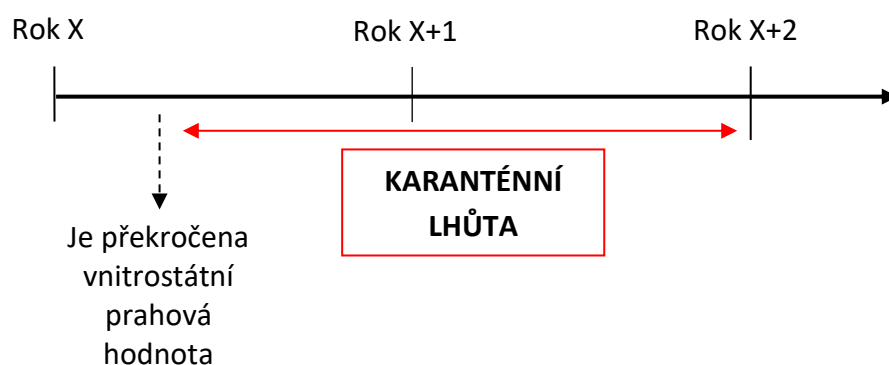 Rok X
Rok X+1
Rok X+2
KARANTÉNNÍ
LHŮTA
Je překročena
vnitrostátní
prahová
hodnota